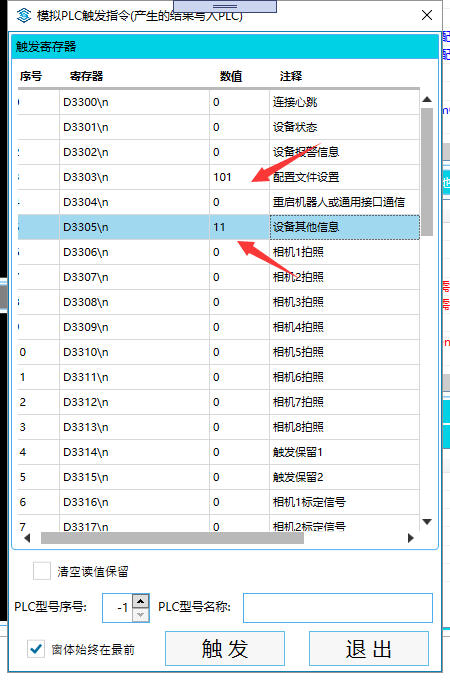 模拟PLC触发指令(产生的结果写入PLC)
触发寄存器
序号 寄存器 数值 注释
D3300\n 0 连接心跳
D3301\n 0 设备状态
D3302\n 0 设备报警信息
D3303\n 101 配置文件设置
D3304\n 0 重启机器人或通用接口通信
D3305\n 11 设备其他信息
D3306\n 0 相机1拍照
D3307\n 0 相机2拍照
D3308\n 0 相机3拍照
D3309\n 0 相机4拍照
0 D3310\n 0 相机5拍照
1 D3311\n 0 相机6拍照
2 D3312\n 0 相机7拍照
3 D3313\n 0 相机8拍照
4 D3314\n 0 触发保留1
5 D3315\n 0 触发保留2
6 D3316\n 0 相机1标定信号
7 D3317\n 0 相机2标定信号
清空读值保留
PLC型号序号: -1 PLC型号名称:
窗体始终在最前 触发 退出